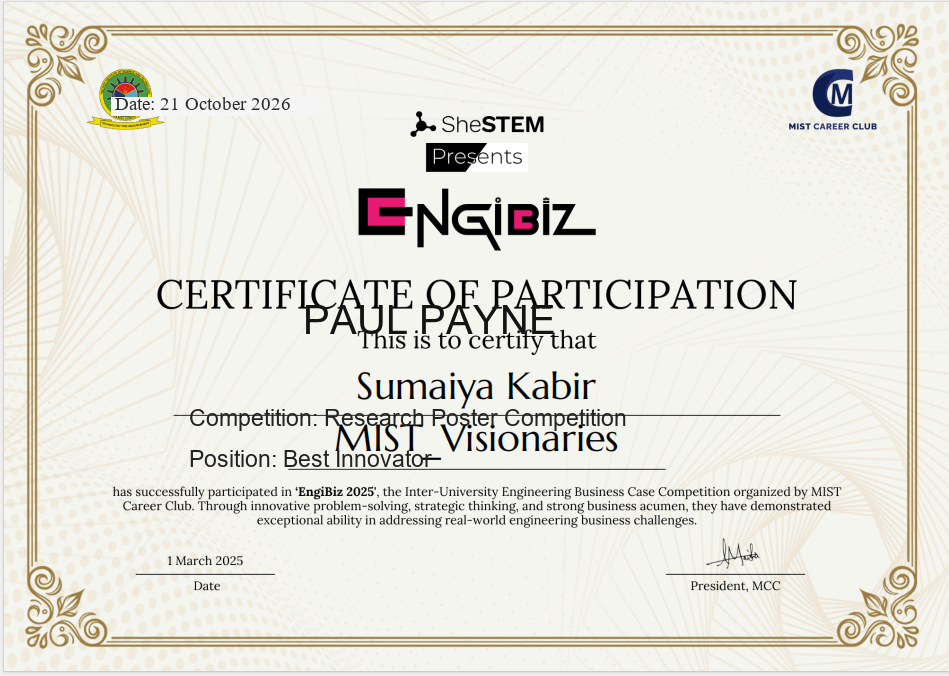 Date: 21 October 2026
MIST CAREER CLUB
SheSTEM
Presents
ENGIBIZ
CERTIFICATE OF PARTICIPATION
PAUL PAYNE
This is to certify that
Sumaiya Kabir
Competition: Research Poster Competition
MIST_Visionaries
Position: Best Innovator
has successfully participated in 'EngiBiz 2025', the Inter-University Engineering Business Case Competition organized by MIST
Career Club. Through innovative problem-solving, strategic thinking, and strong business acumen, they have demonstrated
exceptional ability in addressing real-world engineering business challenges.
1 March 2025
Date
President, MCC